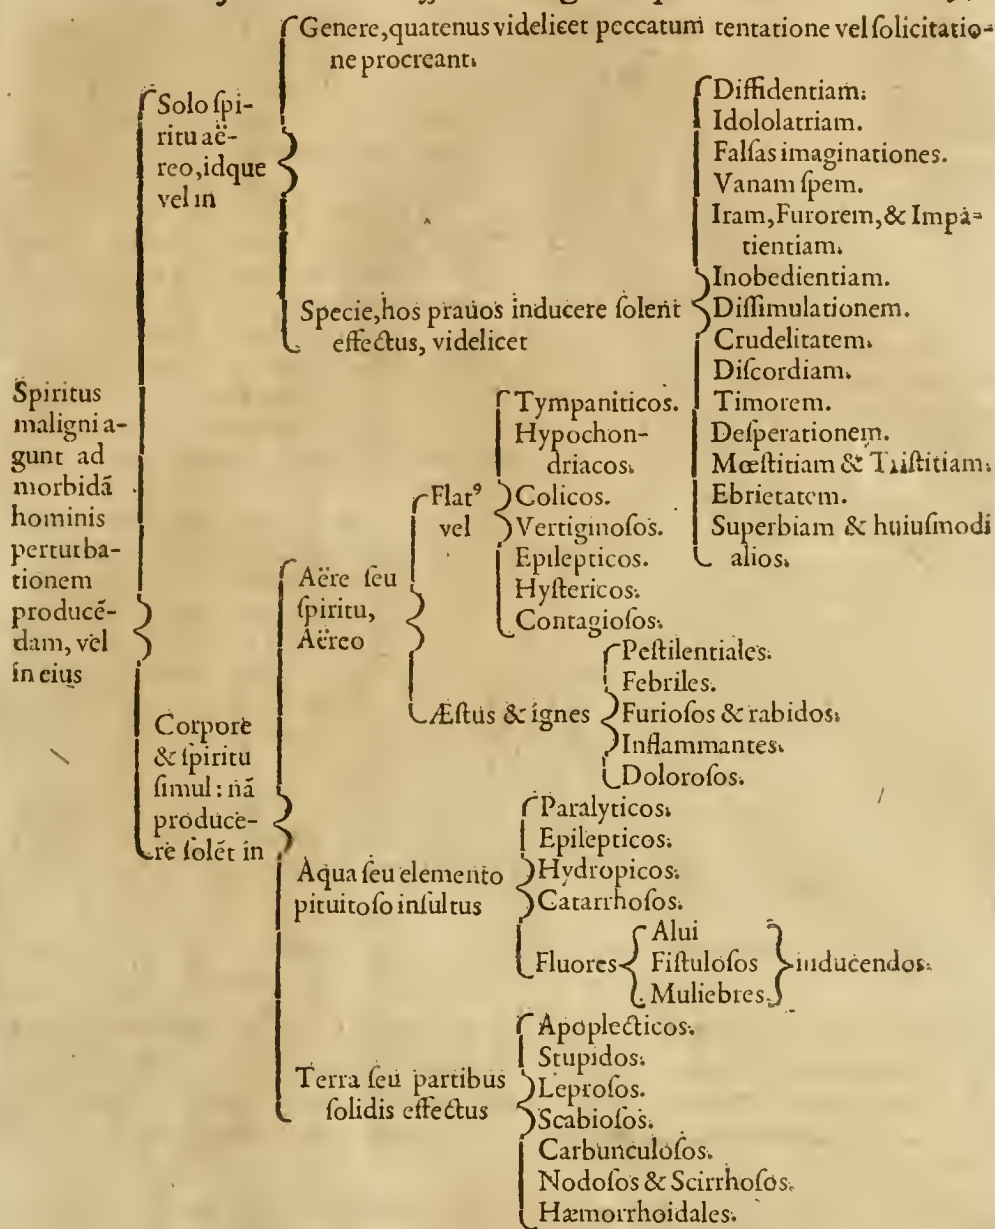 Genere, quatenus videlicet peccatum tentatione vel ſolicitatio-
ne procreant.
Solo ſpi-
ritu aë-
reo, idque
vel in
Diffidentiam.
Idololatriam.
Falſas imaginationes.
Vanam ſpem.
Iram, Furorem, & Impa-
tientiam.
Inobedientiam.
Specie, hos prauos inducere ſolent
effectus, videlicet
Diſſimulationem.
Crudelitatem.
Diſcordiam.
Timorem.
Deſperationem.
Mœſtitiam & Triſtitiam.
Ebrietatem.
Superbiam & huiuſmodi
alios.
Spiritus
maligni a-
gunt ad
morbidā
hominis
perturba-
tionem
producē-
dam, vel
in eius
Tympaniticos.
Hypochon-
driacos.
Flatꝰ
vel
Colicos.
Vertiginoſos.
Epilepticos.
Hyſtericos.
Contagioſos.
Aëre ſeu
ſpiritu,
Aëreo
Peſtilentiales.
Febriles.
Æſtus & ignes
Furioſos & rabidos.
Inflammantes.
Doloroſos.
Corpore
& ſpiritu
ſimul: nā
produce-
re ſolēt in
Paralyticos.
Epilepticos.
Aqua ſeu elemento
pituitoſo inſultus
Hydropicos.
Catarrhoſos.
Fluores
Alui
Fiſtuloſos
Muliebres
inducendos.
Apoplecticos.
Stupidos.
Terra ſeu partibus
ſolidis effectus
Leproſos.
Scabioſos.
Carbunculoſos.
Nodoſos & Scirrhoſos.
Hæmorrhoidales.